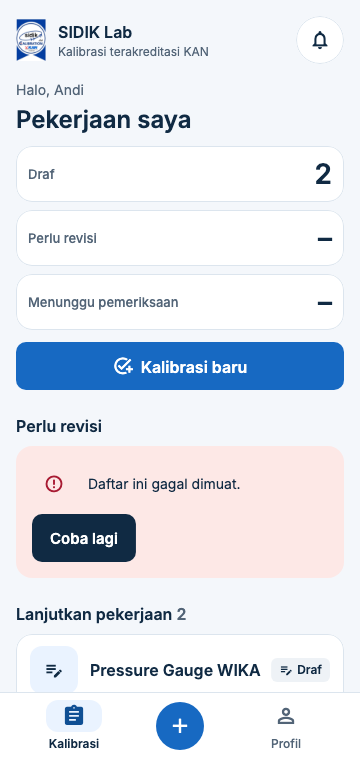 SIDIK Lab
Kalibrasi terakreditasi KAN
Halo, Andi
Pekerjaan saya
Draf 2
Perlu revisi –
Menunggu pemeriksaan –
Kalibrasi baru
Perlu revisi
Daftar ini gagal dimuat.
Coba lagi
Lanjutkan pekerjaan 2
Pressure Gauge WIKA Draf
Kalibrasi
Profil